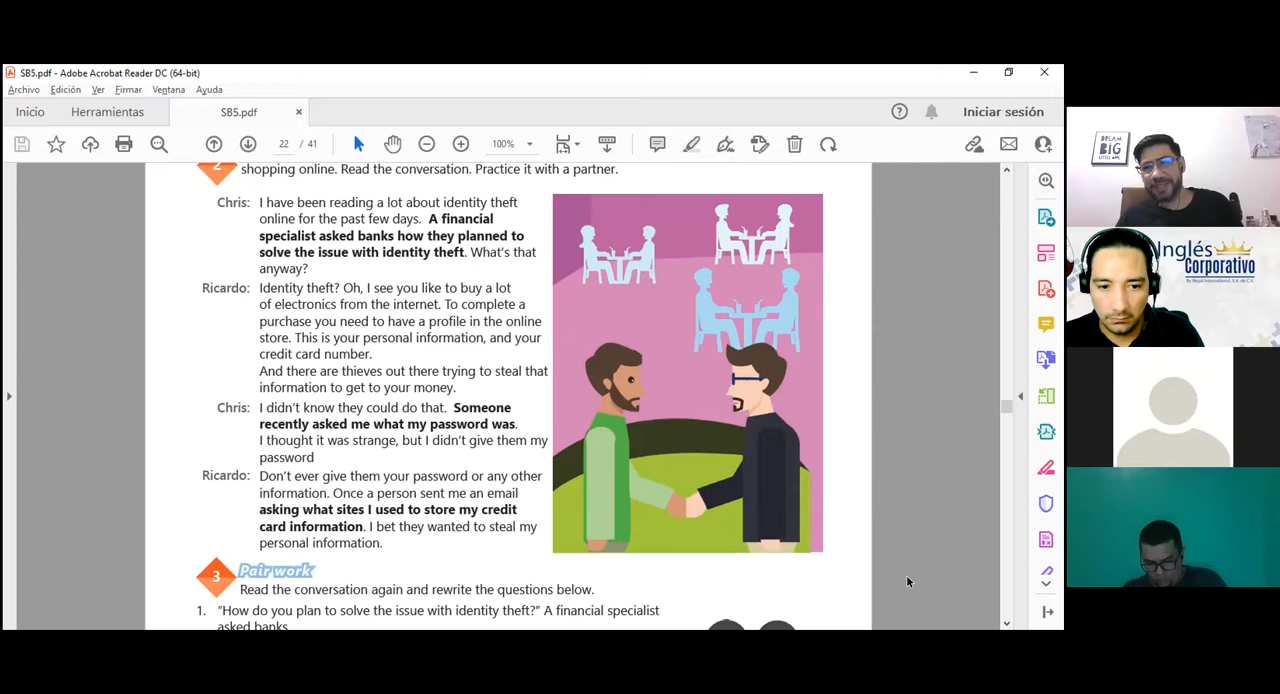 SB5.pdf - Adobe Acrobat Reader DC (64-bit)
Archivo Edición Ver Firmar Ventana Ayuda
Inicio Herramientas SB5.pdf × Iniciar sesión
22 / 41 100%
2
shopping online. Read the conversation. Practice it with a partner.
Chris: I have been reading a lot about identity theft
online for the past few days. A financial
specialist asked banks how they planned to
solve the issue with identity theft. What's that
anyway?
Ricardo: Identity theft? Oh, I see you like to buy a lot
of electronics from the internet. To complete a
purchase you need to have a profile in the online
store. This is your personal information, and your
credit card number.
And there are thieves out there trying to steal that
information to get to your money.
Chris: I didn't know they could do that. Someone
recently asked me what my password was.
I thought it was strange, but I didn't give them my
password
Ricardo: Don't ever give them your password or any other
information. Once a person sent me an email
asking what sites I used to store my credit
card information. I bet they wanted to steal my
personal information.
3 Pair work
Read the conversation again and rewrite the questions below.
1. "How do you plan to solve the issue with identity theft?" A financial specialist
asked banks
DREAM
BIG
Inglés
Corporativo